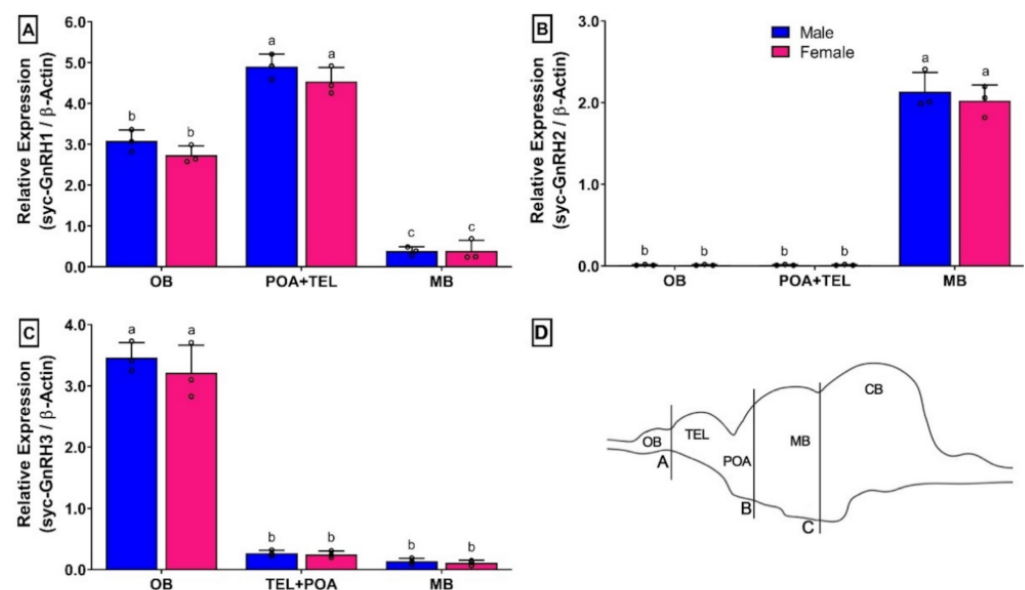 A
Relative Expression
(syc-GnRH1 / β-Actin)
6.0
5.0
4.0
3.0
2.0
1.0
0.0
b
b
a
a
c
c
OB
POA+TEL
MB
B
Relative Expression
(syc-GnRH2 / β-Actin)
3.0
2.0
1.0
0.0
Male
Female
b
b
b
b
a
a
OB
POA+TEL
MB
C
Relative Expression
(syc-GnRH3 / β-Actin)
4.0
3.0
2.0
1.0
0.0
a
a
b
b
b
b
OB
TEL+POA
MB
D
OB
TEL
POA
MB
CB
A
B
C